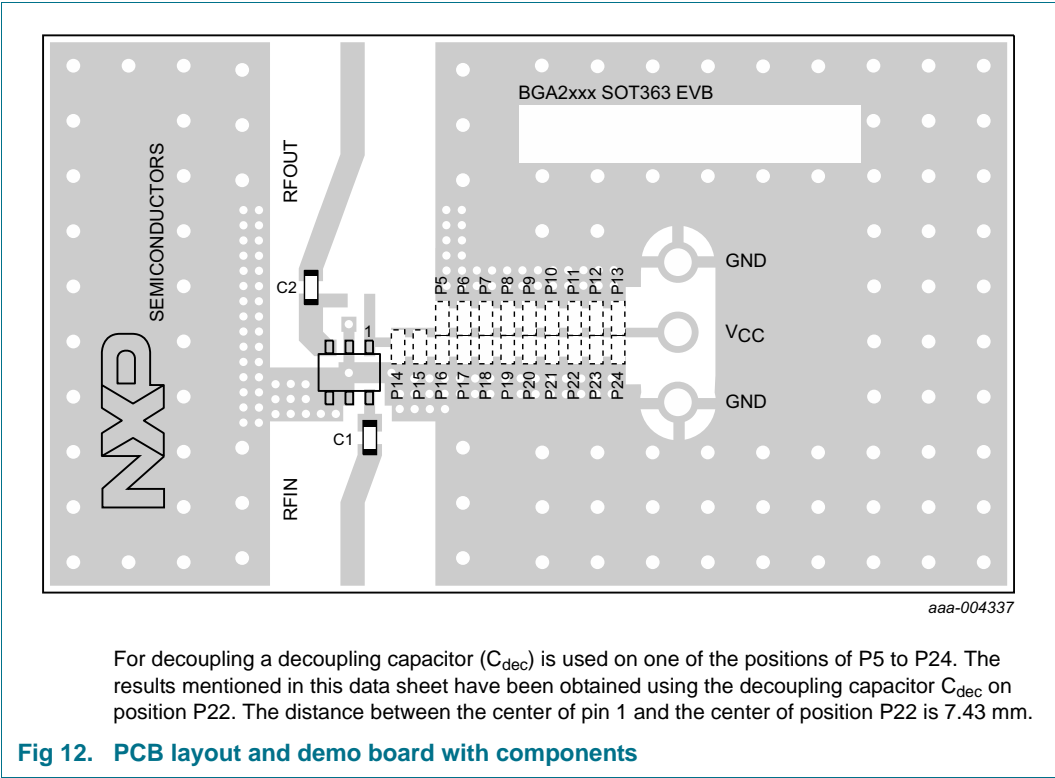 BGA2xxx SOT363 EVB
NXP
SEMICONDUCTORS
RFOUT
C2
1
P5
P6
P7
P8
P9
P10
P11
P12
P13
GND
VCC
GND
P14
P15
P16
P17
P18
P19
P20
P21
P22
P23
P24
C1
RFIN
aaa-004337
For decoupling a decoupling capacitor (Cdec) is used on one of the positions of P5 to P24. The
results mentioned in this data sheet have been obtained using the decoupling capacitor Cdec on
position P22. The distance between the center of pin 1 and the center of position P22 is 7.43 mm.
Fig 12. PCB layout and demo board with components